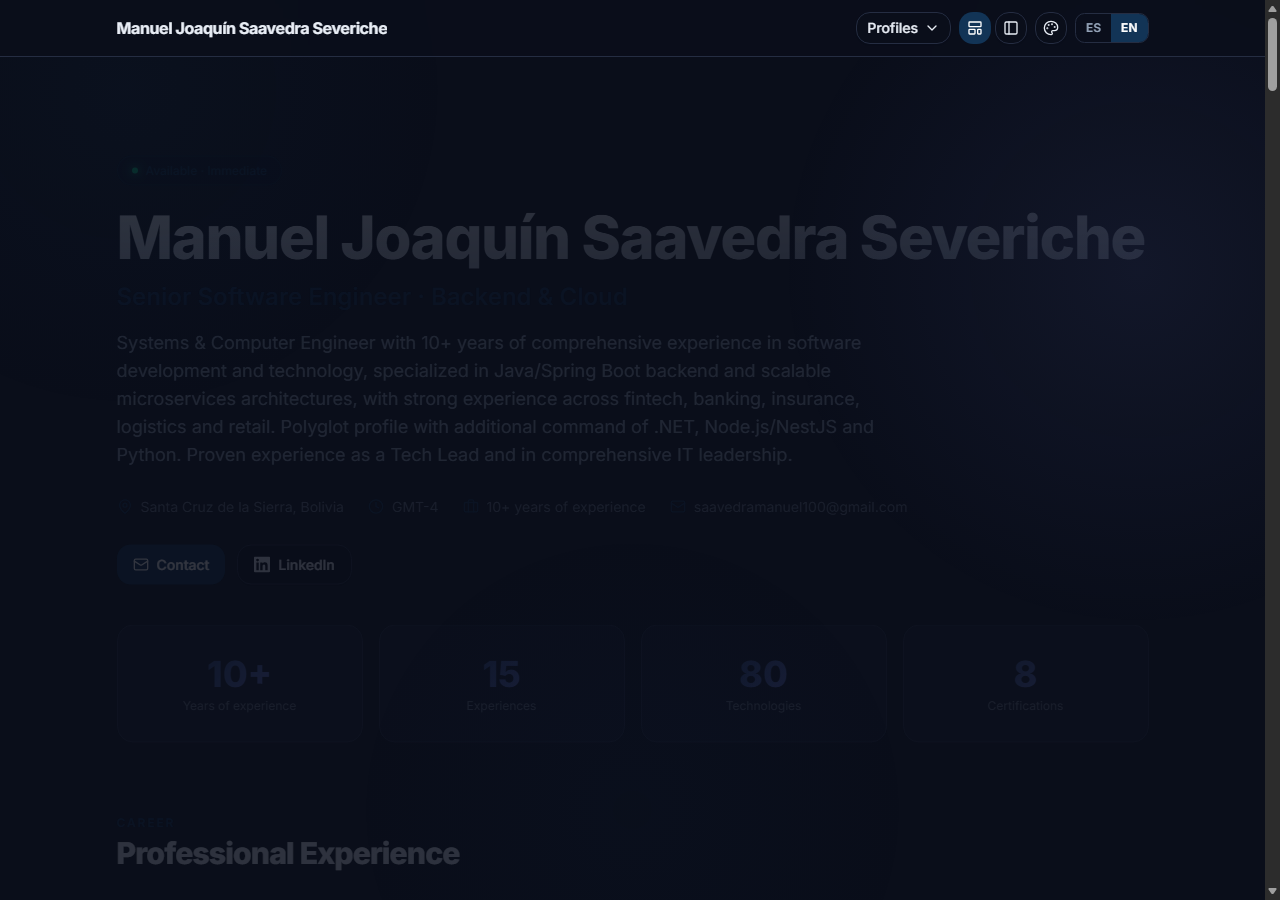 Manuel Joaquín Saavedra Severiche
Profiles
ES
EN
Available · Immediate
Manuel Joaquín Saavedra Severiche
Senior Software Engineer · Backend & Cloud
Systems & Computer Engineer with 10+ years of comprehensive experience in software
development and technology, specialized in Java/Spring Boot backend and scalable
microservices architectures, with strong experience across fintech, banking, insurance,
logistics and retail. Polyglot profile with additional command of .NET, Node.js/NestJS and
Python. Proven experience as a Tech Lead and in comprehensive IT leadership.
Santa Cruz de la Sierra, Bolivia
GMT-4
10+ years of experience
saavedramanuel100@gmail.com
Contact
LinkedIn
10+
Years of experience
15
Experiences
80
Technologies
8
Certifications
CAREER
Professional Experience